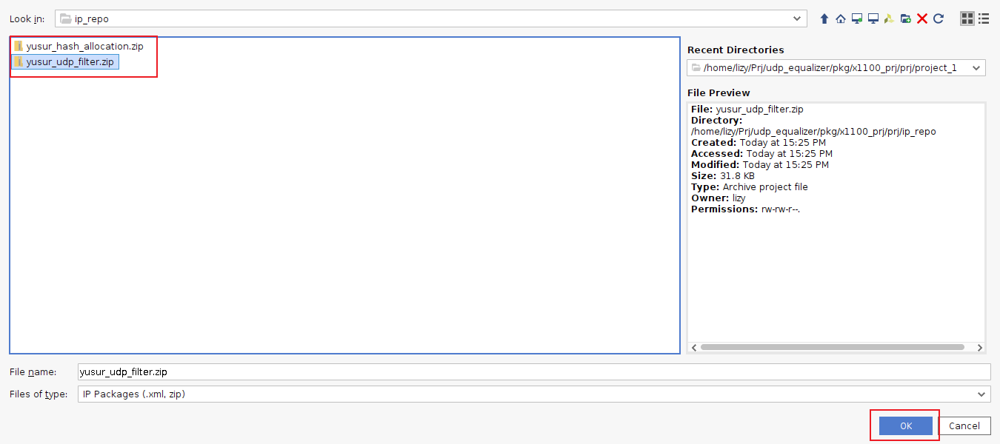 Look in: ip_repo
yusur_hash_allocation.zip
yusur_udp_filter.zip
Recent Directories
/home/lizy/Prj/udp_equalizer/pkg/x1100_prj/prj/project_1
File Preview
File: yusur_udp_filter.zip
Directory:
/home/lizy/Prj/udp_equalizer/pkg/x1100_prj/prj/ip_repo
Created: Today at 15:25 PM
Accessed: Today at 15:25 PM
Modified: Today at 15:25 PM
Size: 31.8 KB
Type: Archive project file
Owner: lizy
Permissions: rw-rw-r--.
File name: yusur_udp_filter.zip
Files of type: IP Packages (.xml, zip)
OK Cancel